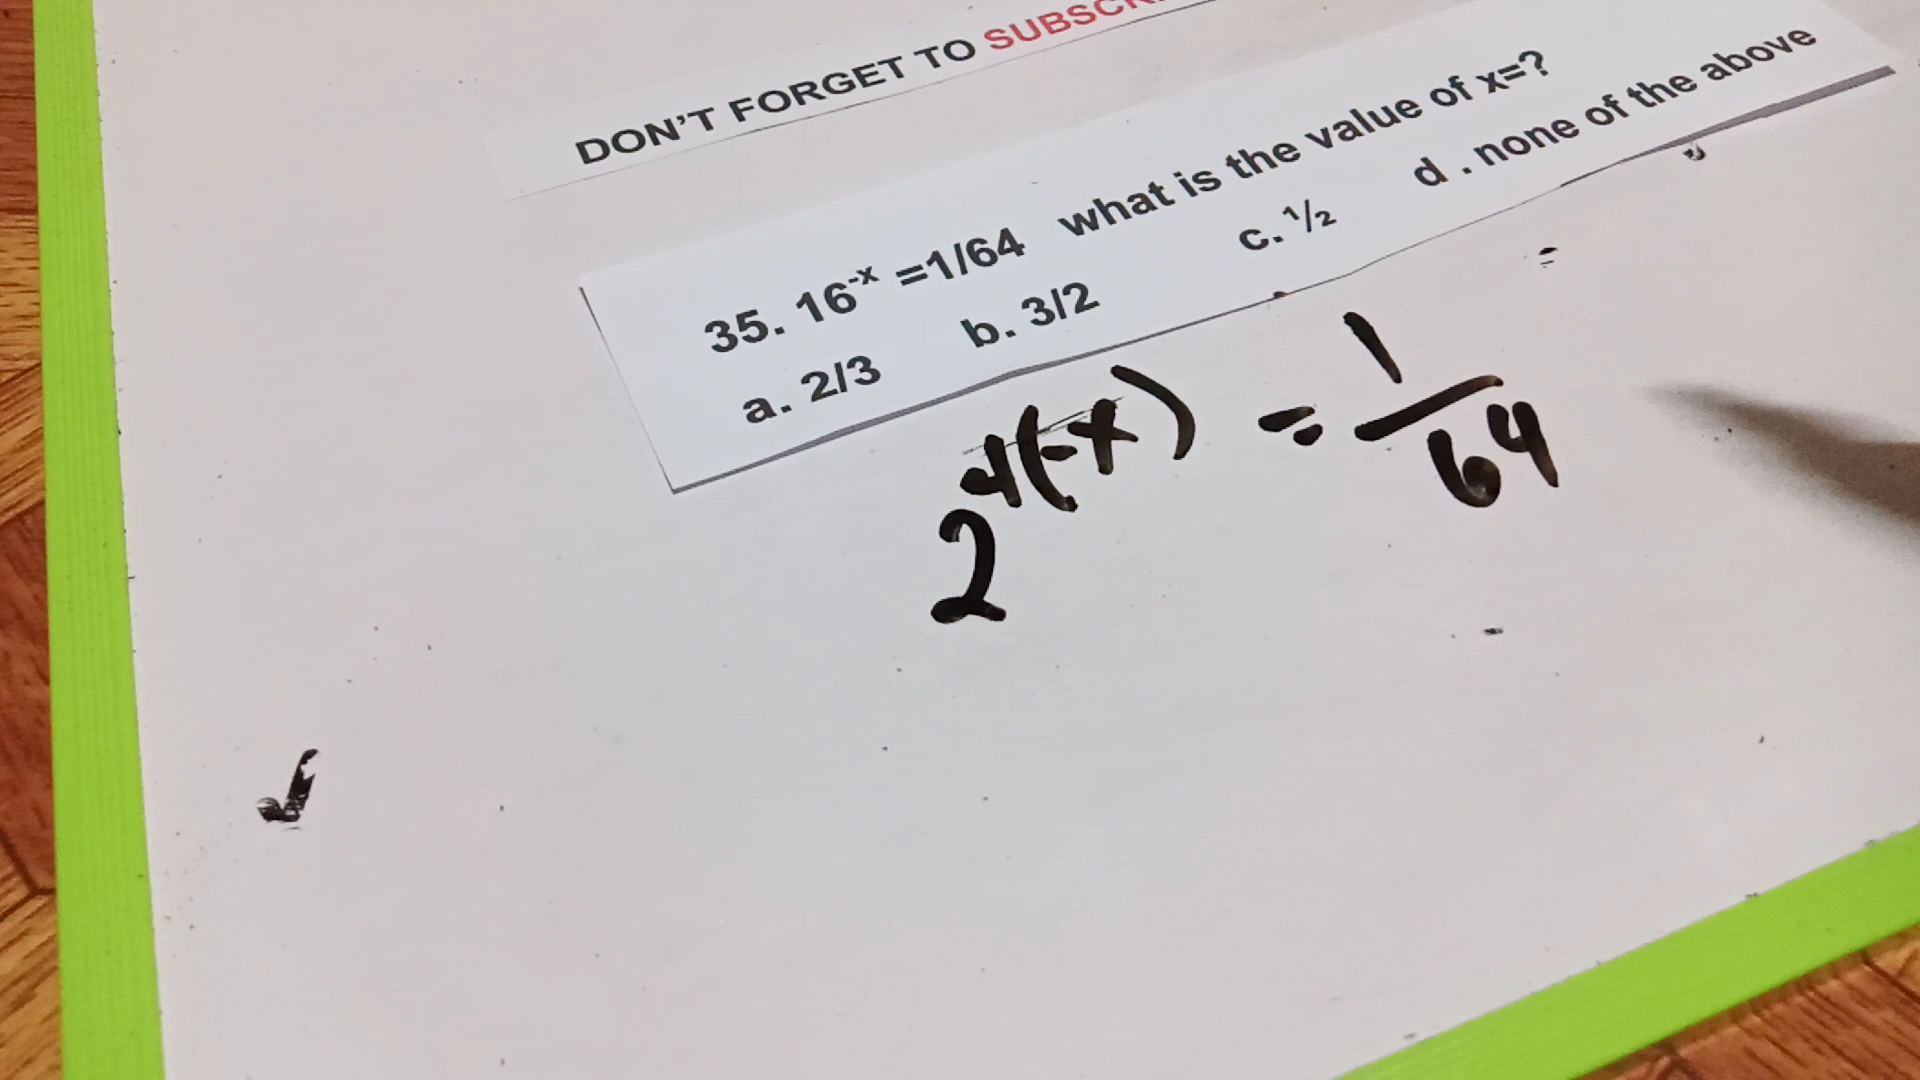 DON'T FORGET TO
35. 16⁻ˣ =1/64 what is the value of x=?
a. 2/3 b. 3/2 c. ½ d . none of the above
2⁴⁽⁻ˣ⁾ = 1/64